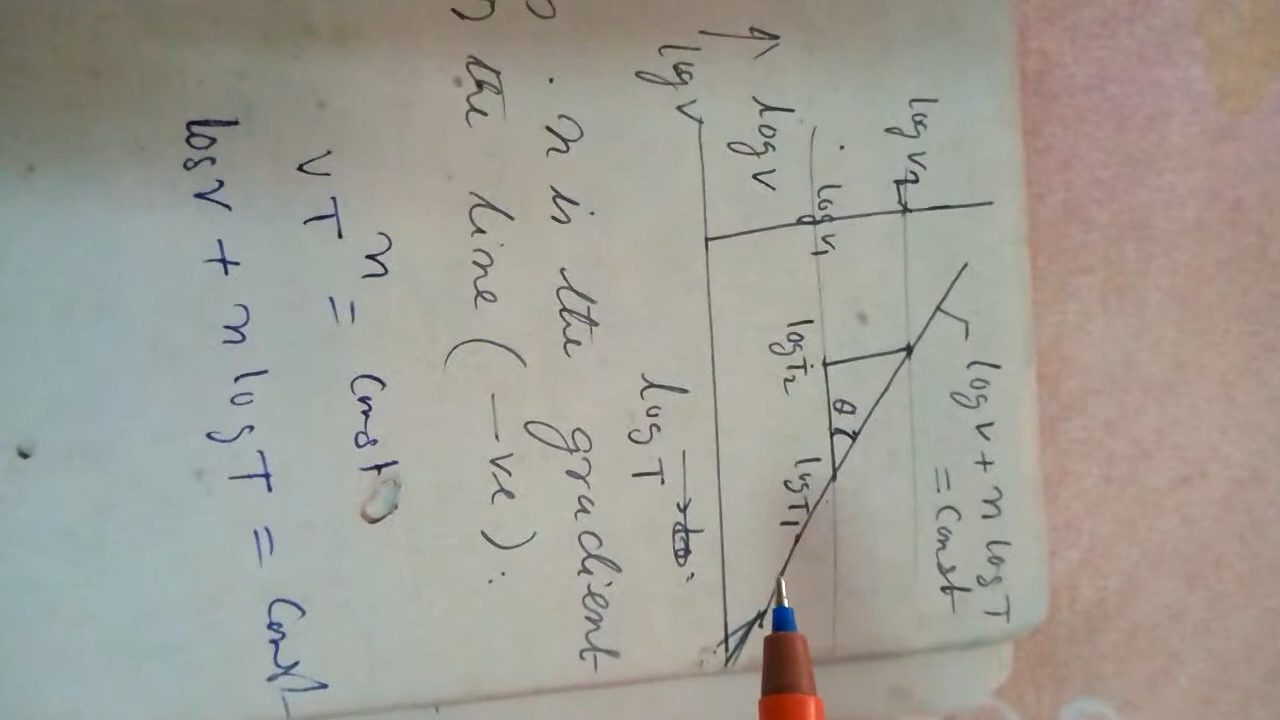 log V2
log V + n log T
= Const
log V1
log V
log T2
θ
log T1
log V
log T
n is the gradient
the line (-ve):
VT^n = Const
log V + n log T = Const